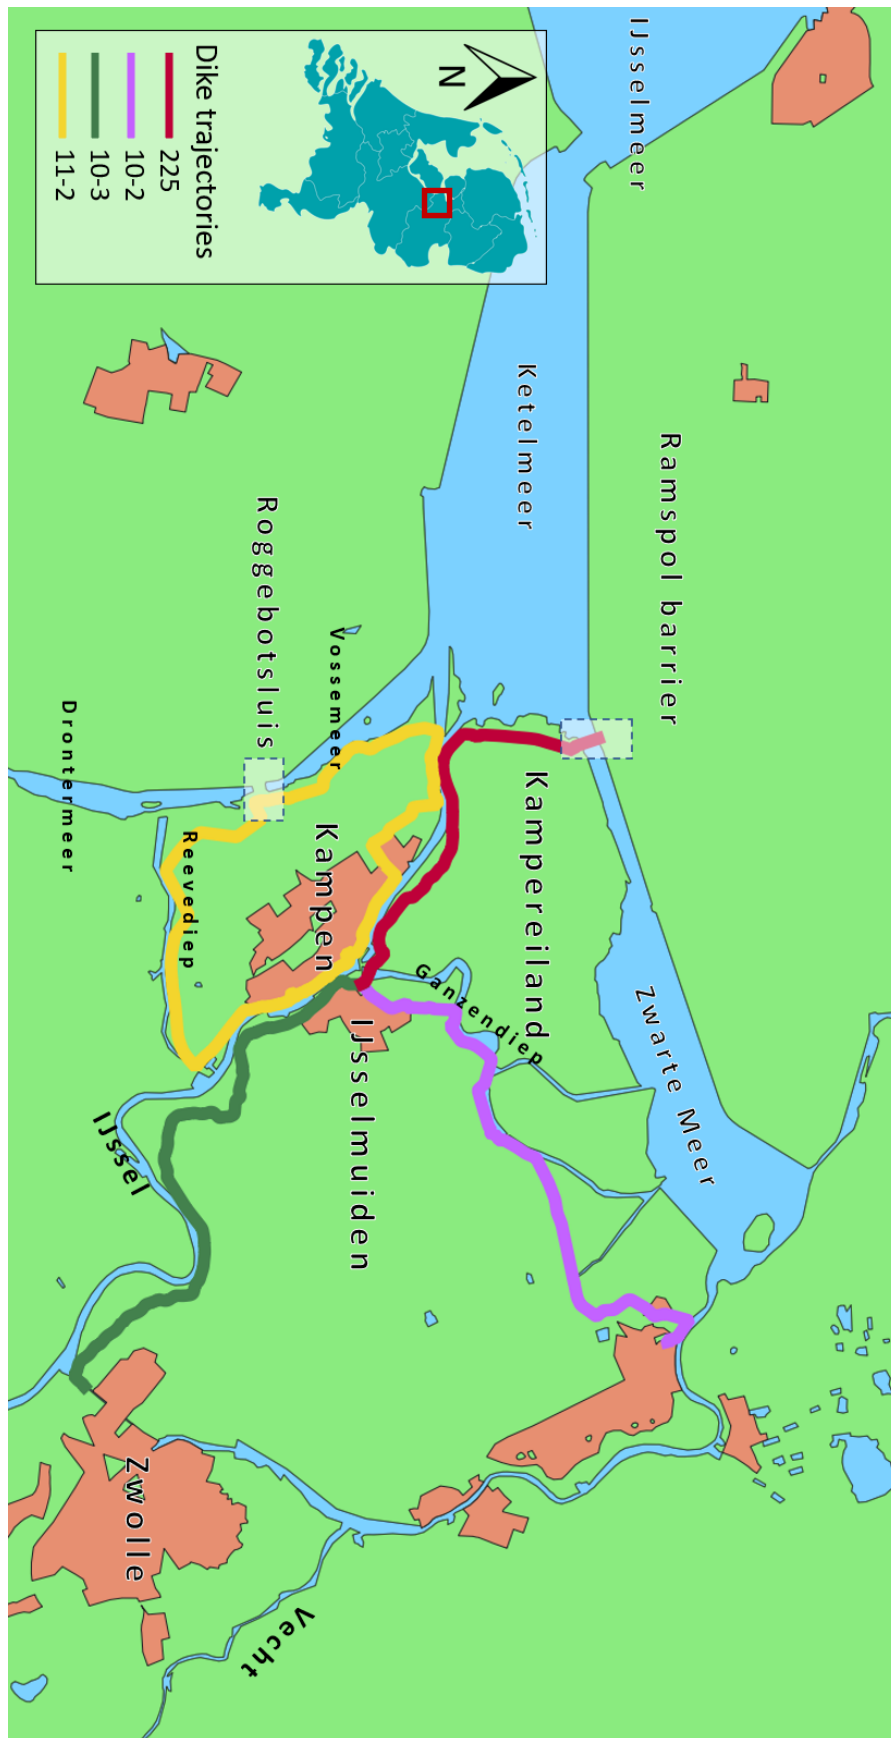 IJsselmeer
N
Dike trajectories
225
10-2
10-3
11-2
Ketelmeer
Ramspol barrier
Roggebotsluis
Vossemeer
Drontermeer
Reevediep
Kampen
Kampereiland
Ganzendiep
Zwarte Meer
IJsselmuiden
IJssel
Zwolle
Vecht